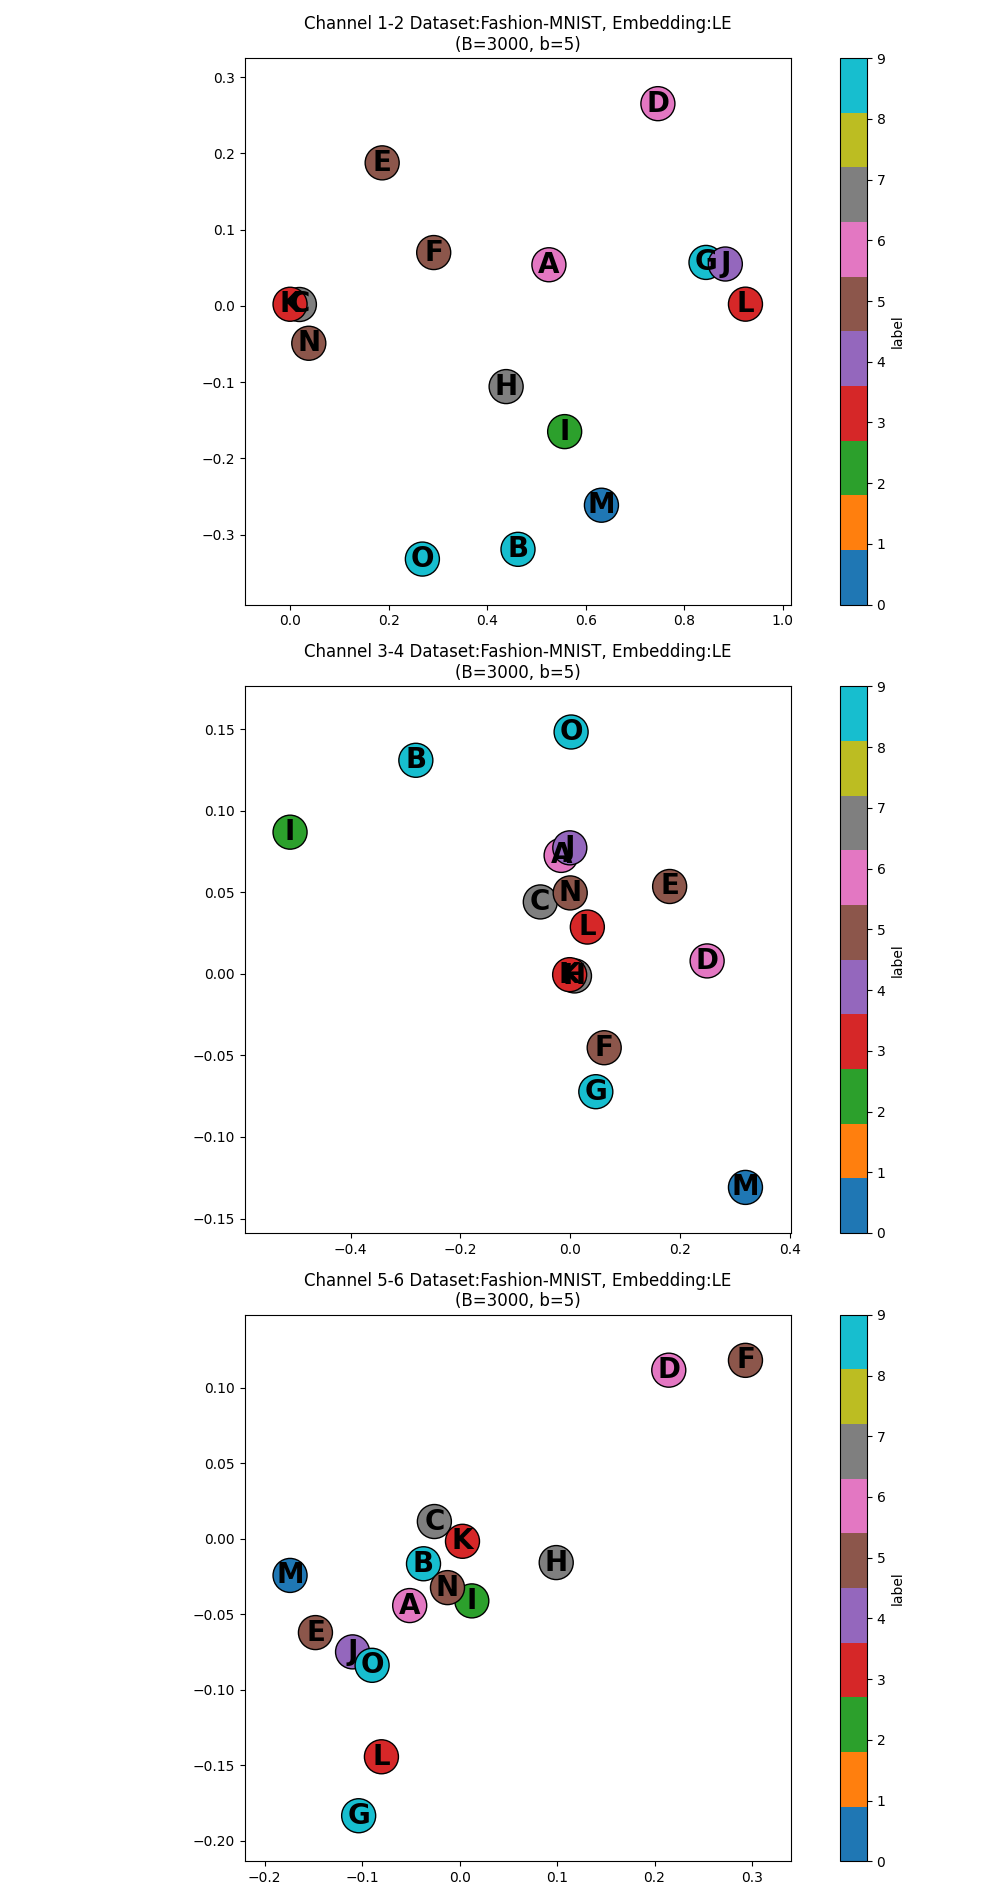 Channel 1-2 Dataset:Fashion-MNIST, Embedding:LE
(B=3000, b=5)
0.3
0.2
0.1
0.0
−0.1
−0.2
−0.3
0.0 0.2 0.4 0.6 0.8 1.0
D
E
F
A
G J
K C
L
N
H
I
M
B
O
9
8
7
6
5
4
3
2
1
0
label
Channel 3-4 Dataset:Fashion-MNIST, Embedding:LE
(B=3000, b=5)
0.15
0.10
0.05
0.00
−0.05
−0.10
−0.15
−0.4 −0.2 0.0 0.2 0.4
O
B
I
J
A
E
N
C
L
D
K H
F
G
M
9
8
7
6
5
4
3
2
1
0
label
Channel 5-6 Dataset:Fashion-MNIST, Embedding:LE
(B=3000, b=5)
0.10
0.05
0.00
−0.05
−0.10
−0.15
−0.20
−0.2 −0.1 0.0 0.1 0.2 0.3
F
D
C
K
H
B
M
N
I
A
E
J
O
L
G
9
8
7
6
5
4
3
2
1
0
label